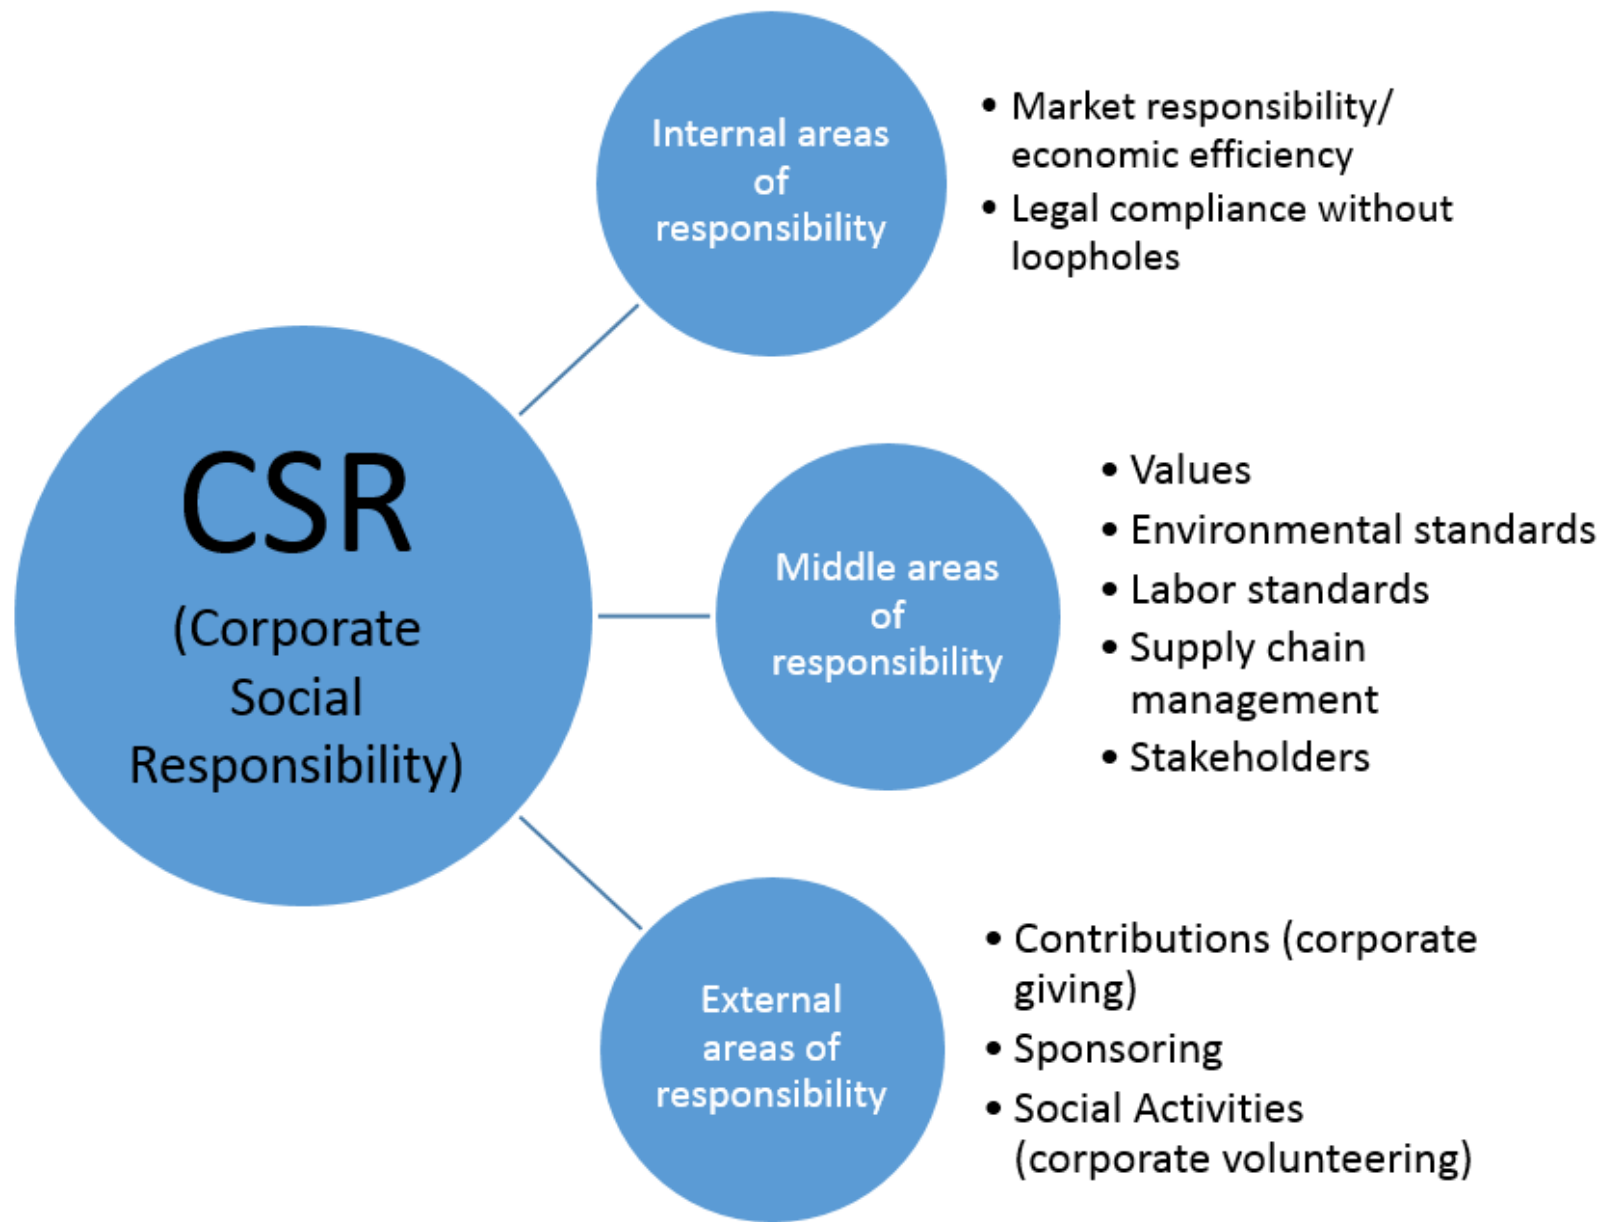 CSR
(Corporate
Social
Responsibility)
Internal areas
of
responsibility
• Market responsibility/
economic efficiency
• Legal compliance without
loopholes
Middle areas
of
responsibility
• Values
• Environmental standards
• Labor standards
• Supply chain
management
• Stakeholders
External
areas of
responsibility
• Contributions (corporate
giving)
• Sponsoring
• Social Activities
(corporate volunteering)